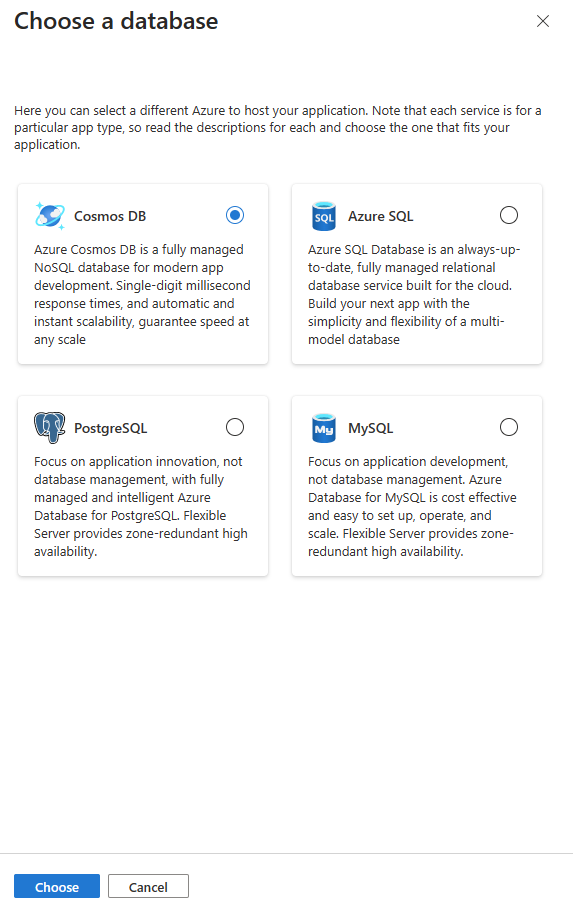 Choose a database
Here you can select a different Azure to host your application. Note that each service is for a
particular app type, so read the descriptions for each and choose the one that fits your
application.
Cosmos DB
Azure Cosmos DB is a fully managed
NoSQL database for modern app
development. Single-digit millisecond
response times, and automatic and
instant scalability, guarantee speed at
any scale
SQL
Azure SQL
Azure SQL Database is an always-up-
to-date, fully managed relational
database service built for the cloud.
Build your next app with the
simplicity and flexibility of a multi-
model database
PostgreSQL
Focus on application innovation, not
database management, with fully
managed and intelligent Azure
Database for PostgreSQL. Flexible
Server provides zone-redundant high
availability.
My
MySQL
Focus on application development,
not database management. Azure
Database for MySQL is cost effective
and easy to set up, operate, and
scale. Flexible Server provides zone-
redundant high availability.
Choose
Cancel